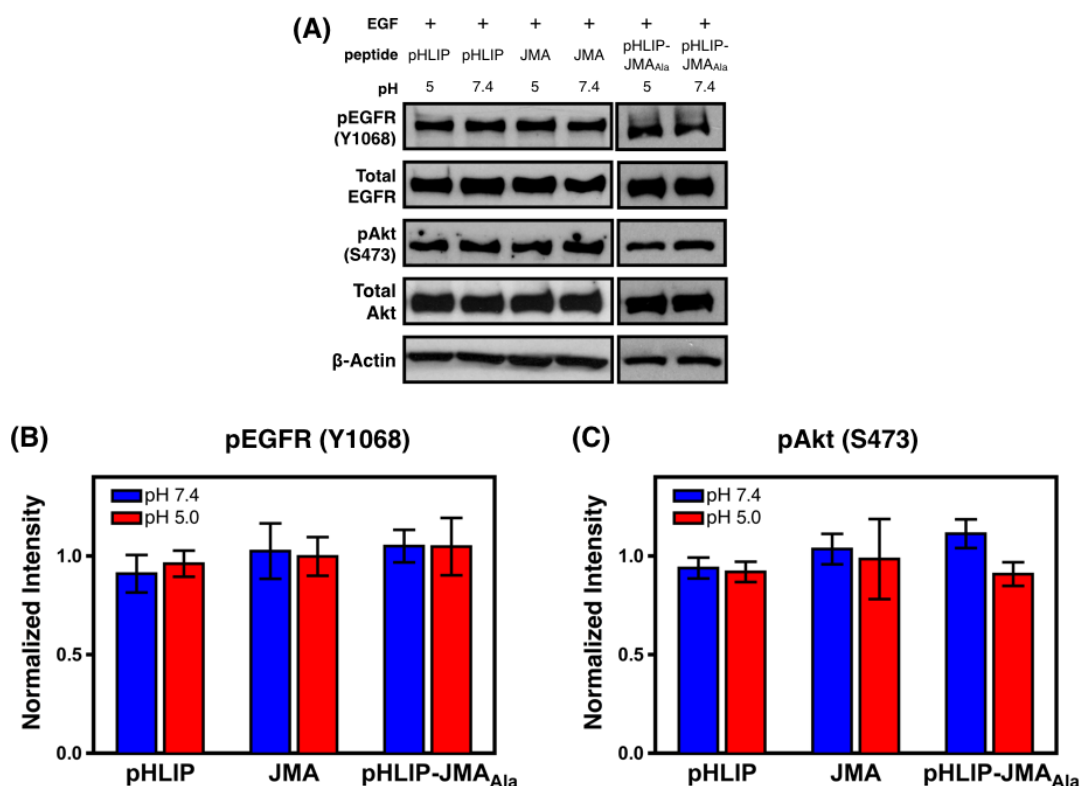 (A)
EGF + + + + + +
peptide pHLIP pHLIP JMA JMA pHLIP-JMAAla pHLIP-JMAAla
pH 5 7.4 5 7.4 5 7.4
pEGFR
(Y1068)
Total
EGFR
pAkt
(S473)
Total
Akt
β-Actin
(B) pEGFR (Y1068)
Normalized Intensity
pH 7.4
pH 5.0
1.0
0.5
0.0
pHLIP JMA pHLIP-JMAAla
(C) pAkt (S473)
Normalized Intensity
pH 7.4
pH 5.0
1.0
0.5
0.0
pHLIP JMA pHLIP-JMAAla